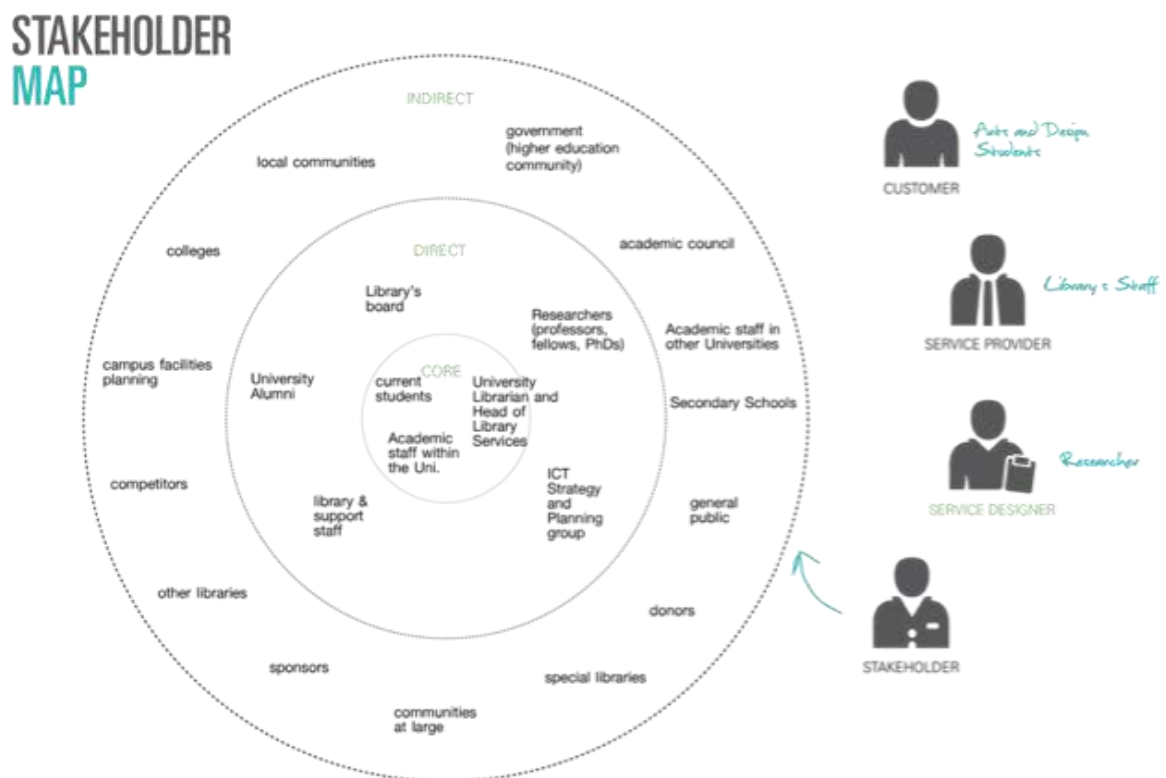 STAKEHOLDER
MAP
INDIRECT
government
(higher education
community)
local communities
academic council
colleges
DIRECT
Library's
board
Researchers
(professors,
fellows, PhDs)
Academic staff in
other Universities
campus facilities
planning
University
Alumni
CORE
current
students
University
Librarian and
Head of
Library
Services
Academic
staff within
the Uni.
Secondary Schools
competitors
library &
support
staff
ICT
Strategy
and
Planning
group
general
public
other libraries
donors
sponsors
special libraries
communities
at large
Arts and Design
Students
CUSTOMER
Library's Staff
SERVICE PROVIDER
Researcher
SERVICE DESIGNER
STAKEHOLDER